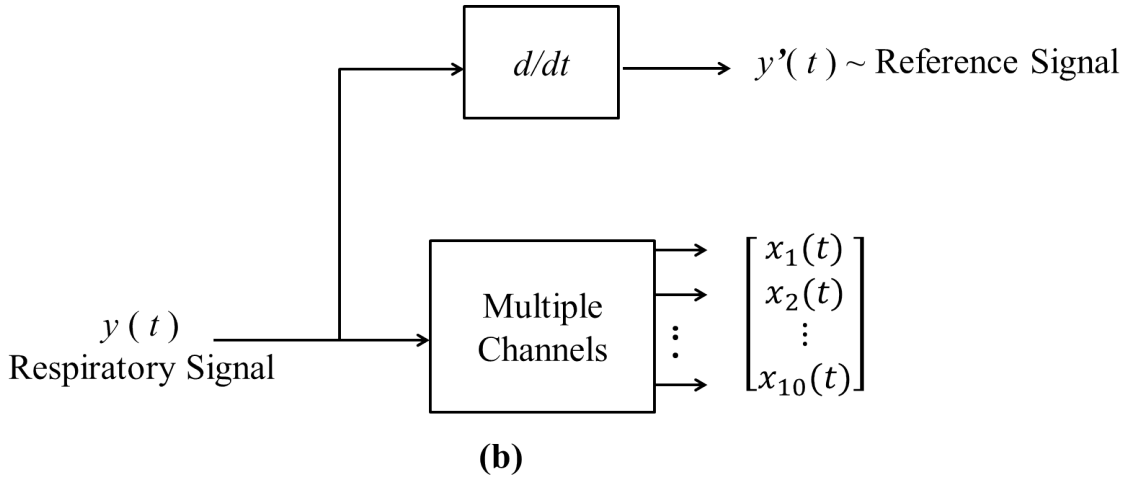 d/dt
y’( t ) ~ Reference Signal
y ( t )
Respiratory Signal
Multiple
Channels
⋮
x₁(t)
x₂(t)
⋮
x₁₀(t)
(b)